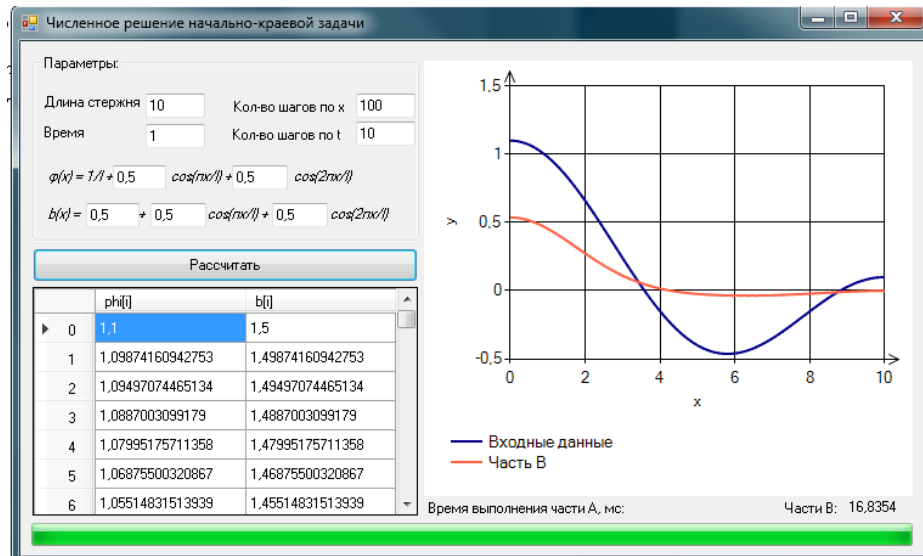 Численное решение начально-краевой задачи
Параметры:
Длина стержня 10 Кол-во шагов по x 100
Время 1 Кол-во шагов по t 10
φ(x) = 1/l + 0,5 cos(πx/l) + 0,5 cos(2πx/l)
b(x) = 0,5 + 0,5 cos(πx/l) + 0,5 cos(2πx/l)
Рассчитать
phi[i] b[i]
0 1,1 1,5
1 1,09874160942753 1,49874160942753
2 1,09497074465134 1,49497074465134
3 1,0887003099179 1,4887003099179
4 1,07995175711358 1,47995175711358
5 1,06875500320867 1,46875500320867
6 1,05514831513939 1,45514831513939
1,5
1
0,5
0
-0,5
y
0 2 4 6 8 10
x
Входные данные
Часть B
Время выполнения части A, мс: Части B: 16,8354